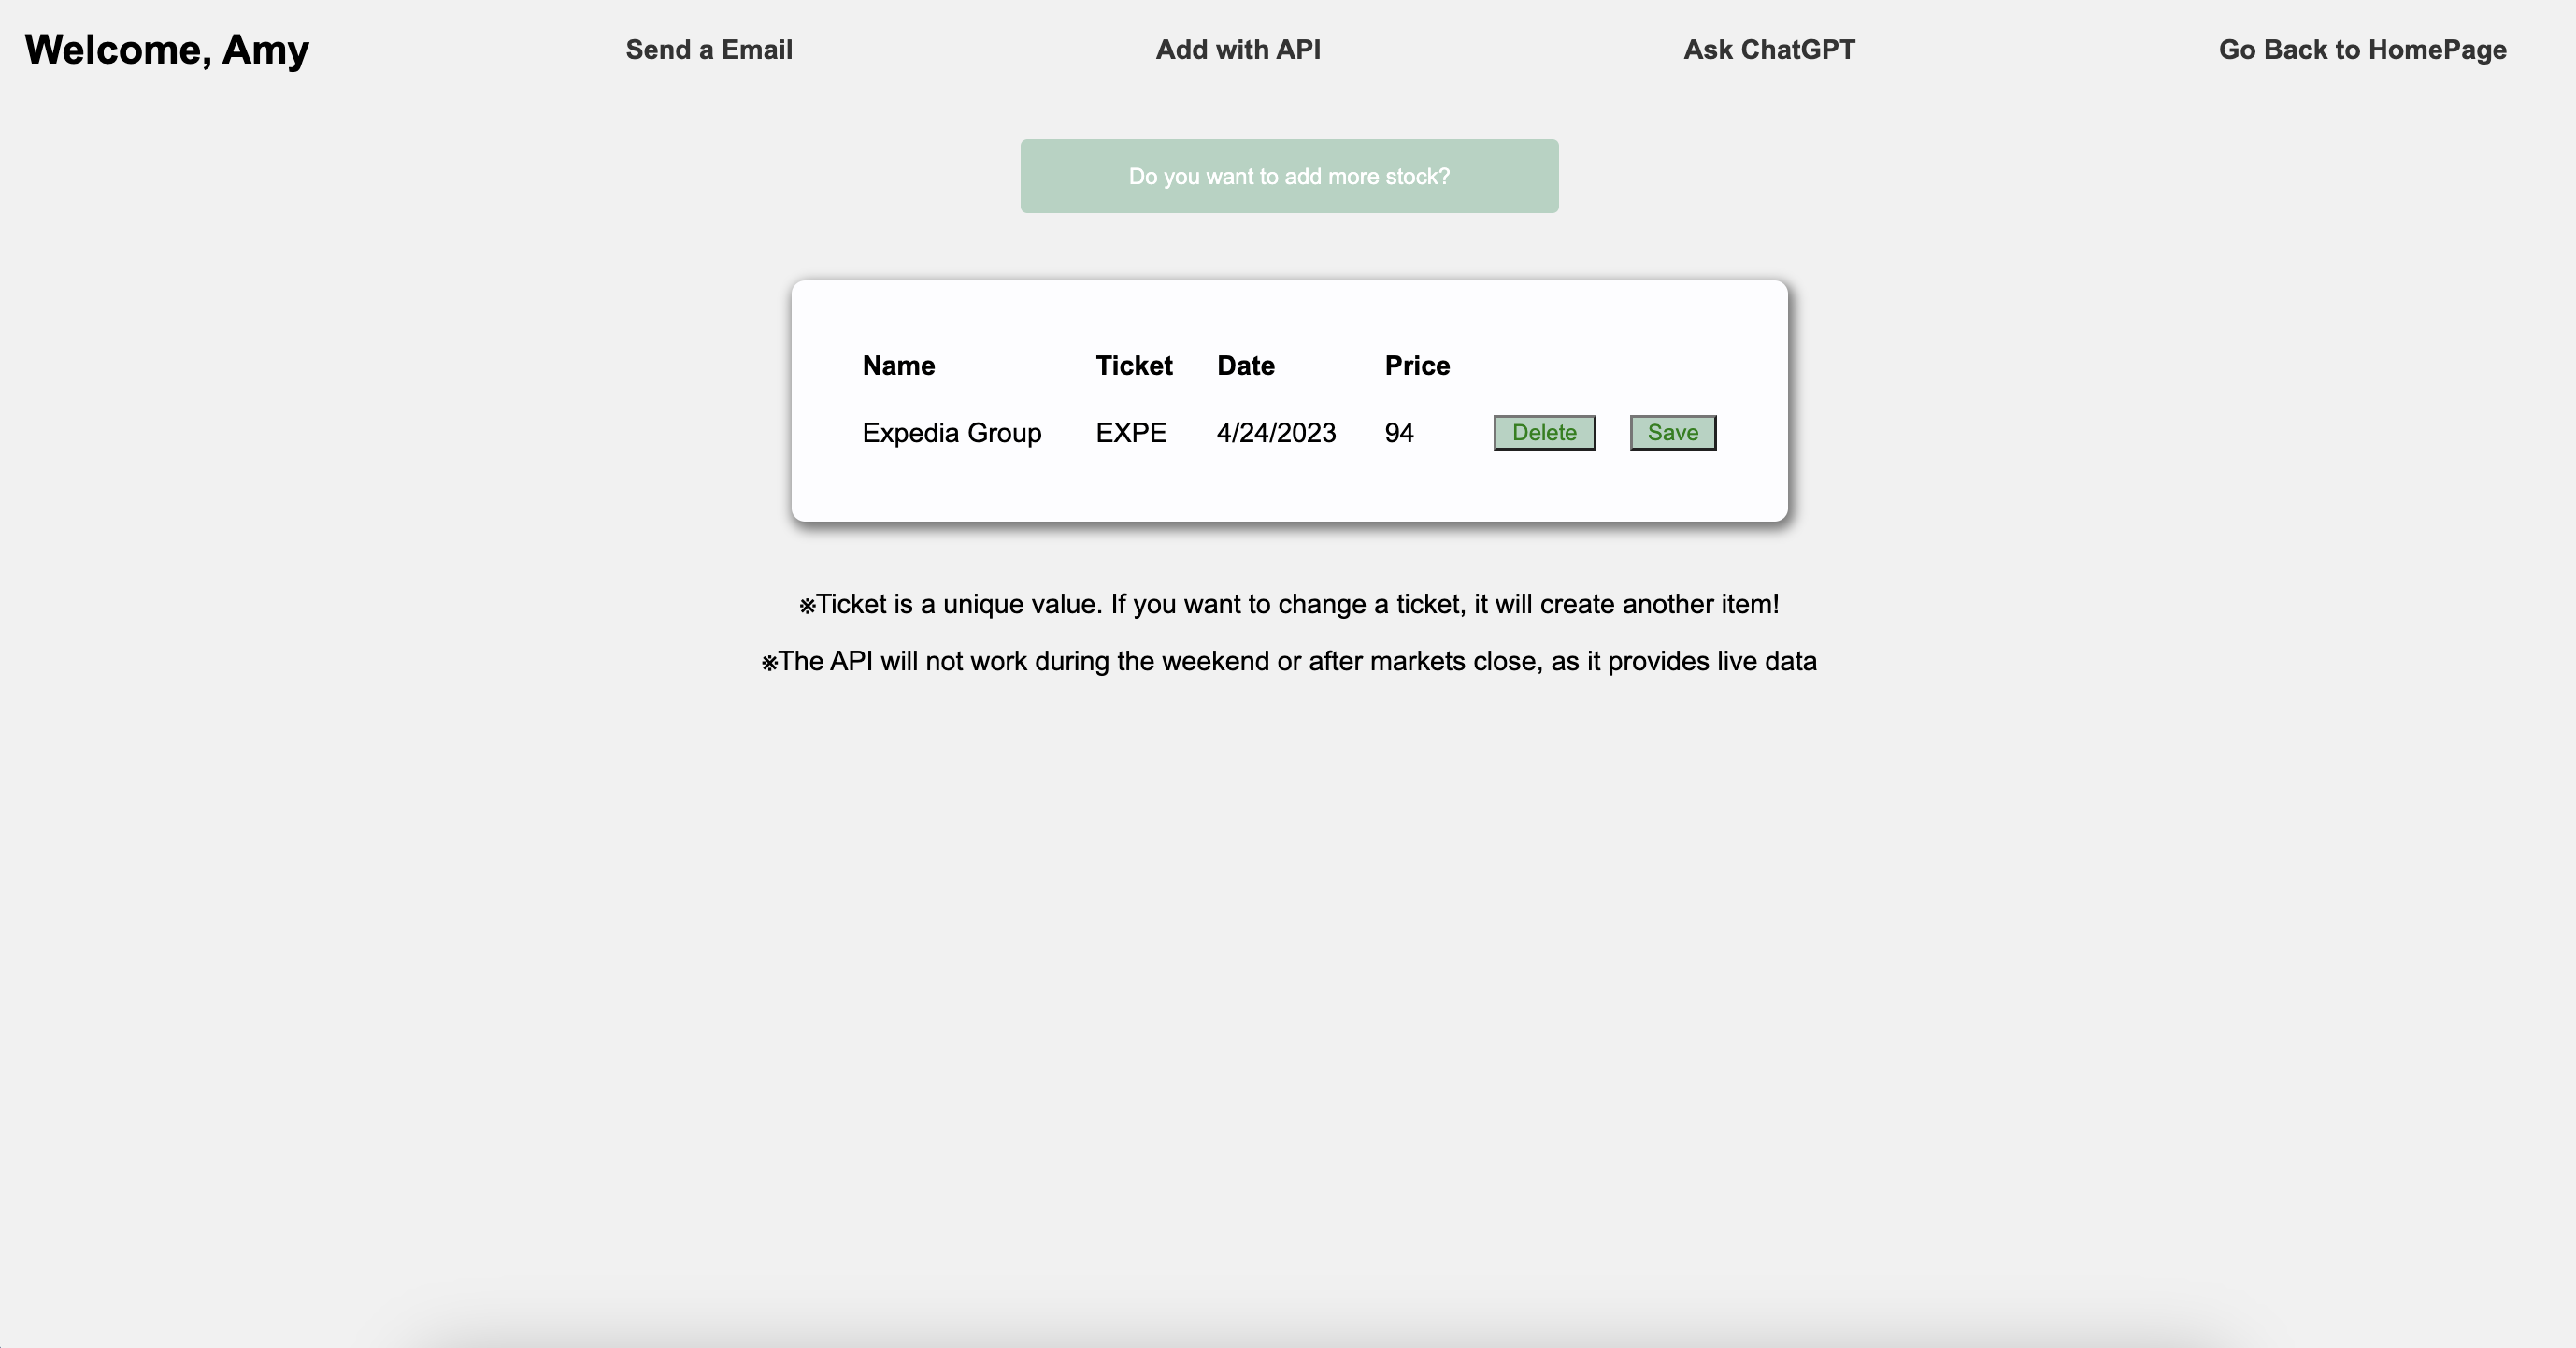 Welcome, Amy Send a Email Add with API Ask ChatGPT Go Back to HomePage
Do you want to add more stock?
Name Ticket Date Price
Expedia Group EXPE 4/24/2023 94 Delete Save
※Ticket is a unique value. If you want to change a ticket, it will create another item!
※The API will not work during the weekend or after markets close, as it provides live data